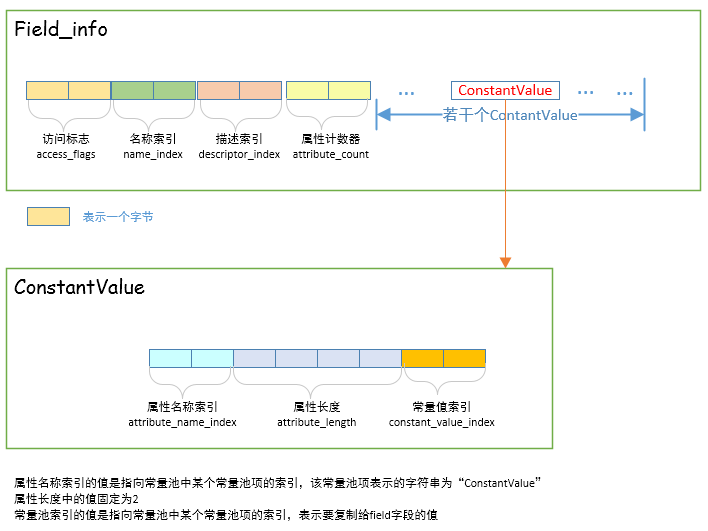 Field_info
... ConstantValue ... ...
若干个ContantValue
访问标志 名称索引 描述索引 属性计数器
access_flags name_index descriptor_index attribute_count
表示一个字节
ConstantValue
属性名称索引 属性长度 常量值索引
attribute_name_index attribute_length constant_value_index
属性名称索引的值是指向常量池中某个常量池项的索引，该常量池项表示的字符串为“ConstantValue”
属性长度中的值固定为2
常量池索引的值是指向常量池中某个常量池项的索引，表示要复制给field字段的值